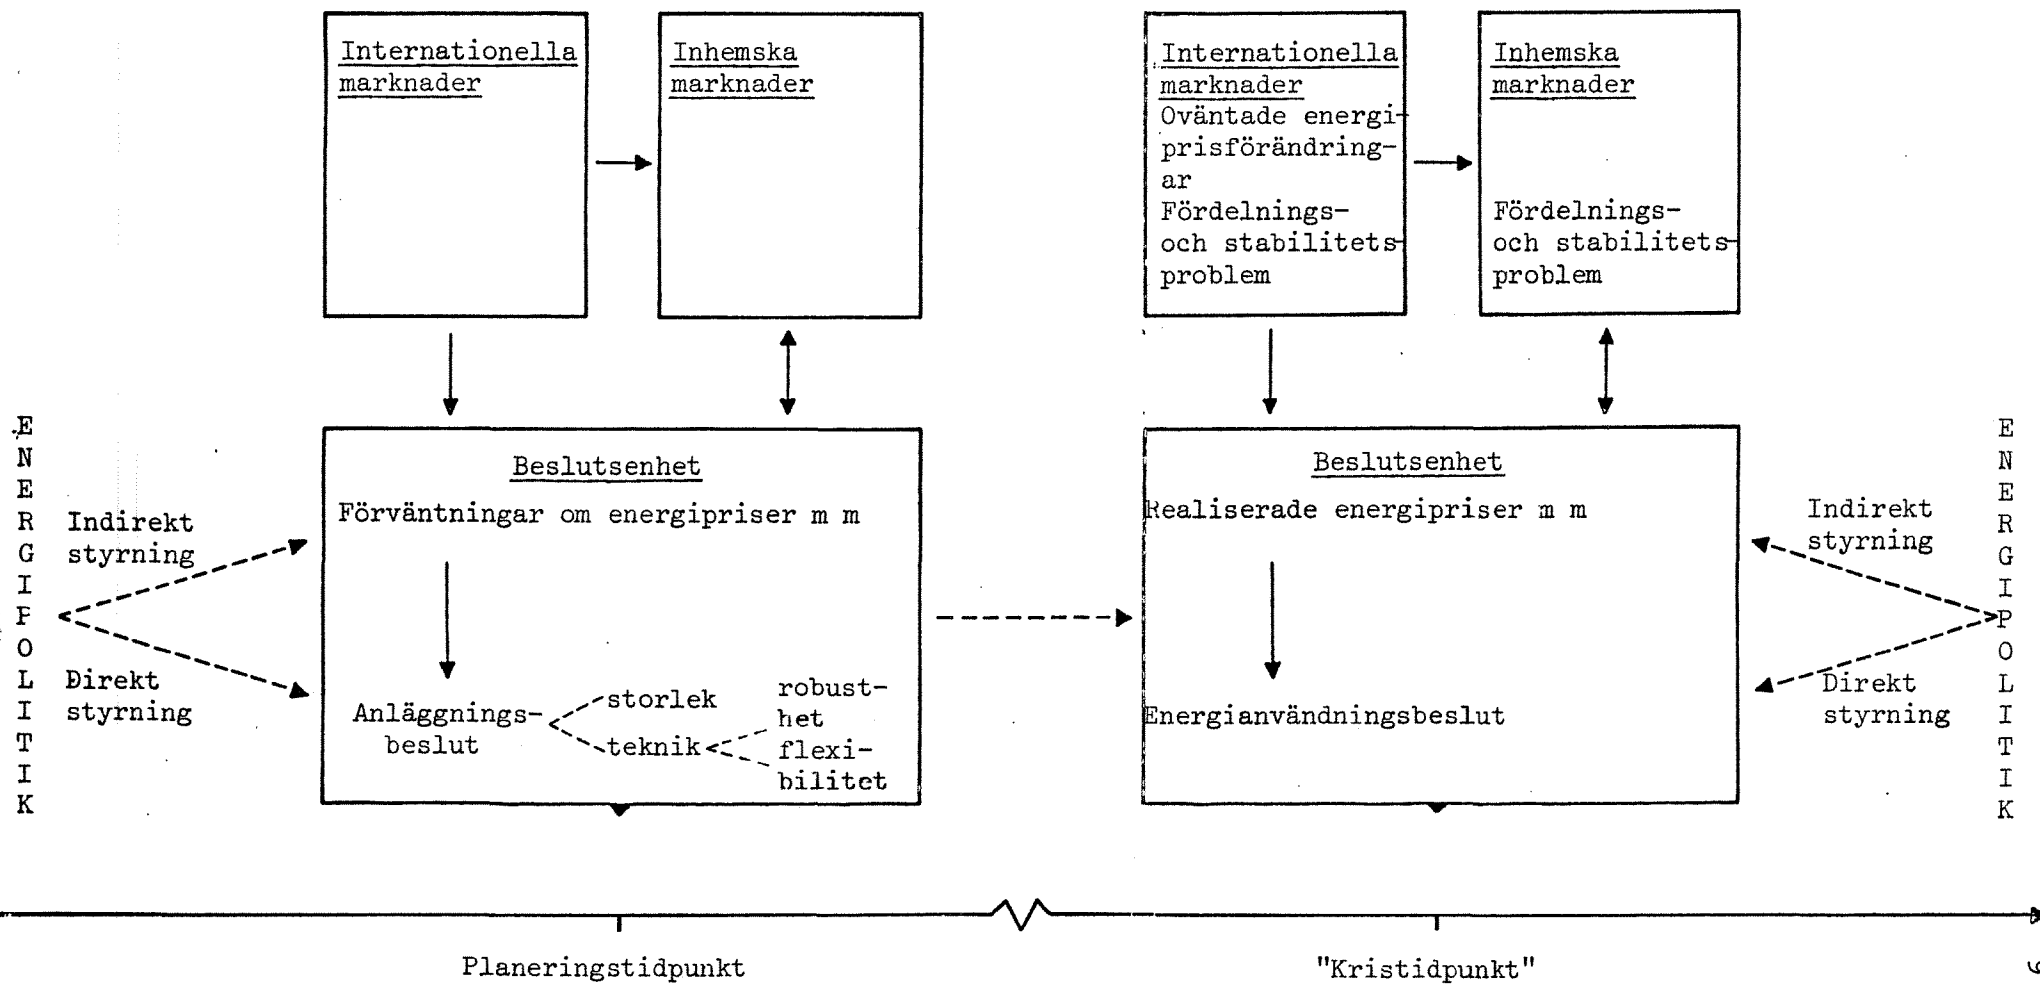 Internationella
marknader
Inhemska
marknader
Internationella
marknader
Oväntade energi-
prisförändring-
ar
Fördelnings-
och stabilitets-
problem
Inhemska
marknader
Fördelnings-
och stabilitets-
problem
E
N
E
R
G
I
P
O
L
I
T
I
K
Indirekt
styrning
Direkt
styrning
Beslutsenhet
Förväntningar om energipriser m m
Anläggnings-
beslut
storlek
teknik
robust-
het
flexi-
bilitet
Beslutsenhet
Realiserade energipriser m m
Energianvändningsbeslut
Indirekt
styrning
Direkt
styrning
E
N
E
R
G
I
P
O
L
I
T
I
K
Planeringstidpunkt
"Kristidpunkt"